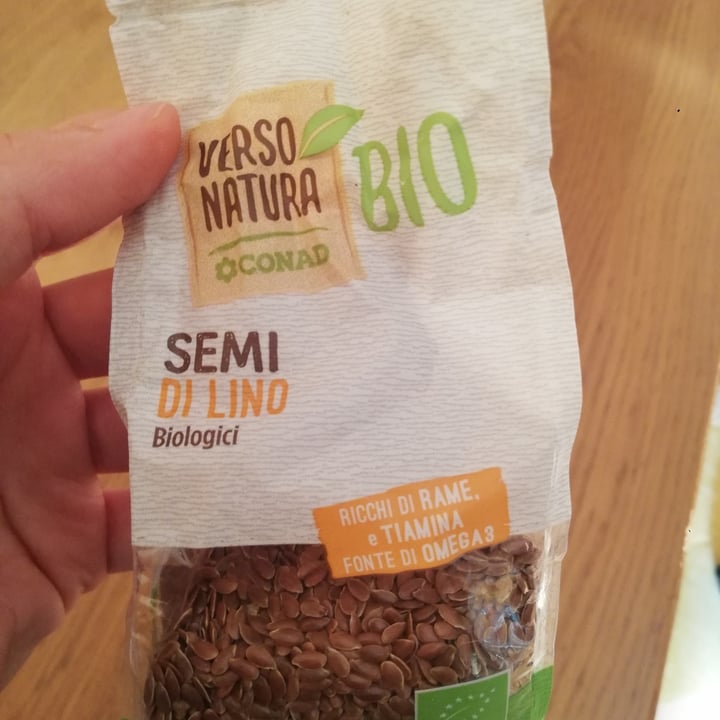 VERSO
NATURA
CONAD
BIO
SEMI
DI LINO
Biologici
RICCHI DI RAME,
e TIAMINA
FONTE DI OMEGA3